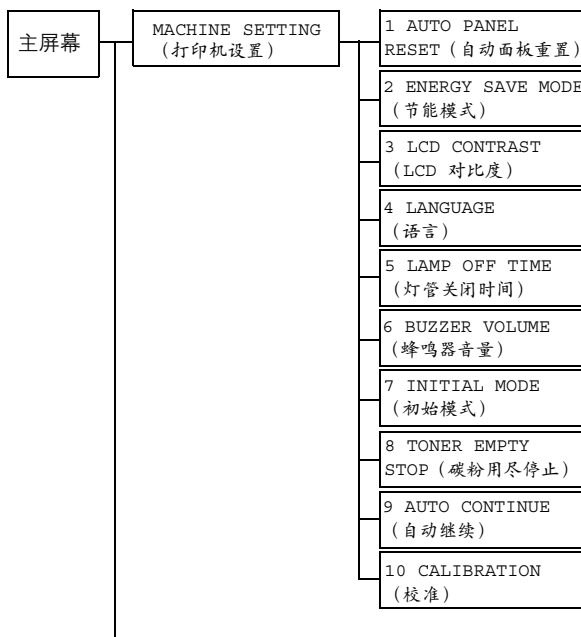 主屏幕
MACHINE SETTING
(打印机设置)
1 AUTO PANEL
RESET (自动面板重置)
2 ENERGY SAVE MODE
(节能模式)
3 LCD CONTRAST
(LCD 对比度)
4 LANGUAGE
(语言)
5 LAMP OFF TIME
(灯管关闭时间)
6 BUZZER VOLUME
(蜂鸣器音量)
7 INITIAL MODE
(初始模式)
8 TONER EMPTY
STOP (碳粉用尽停止)
9 AUTO CONTINUE
(自动继续)
10 CALIBRATION
(校准)